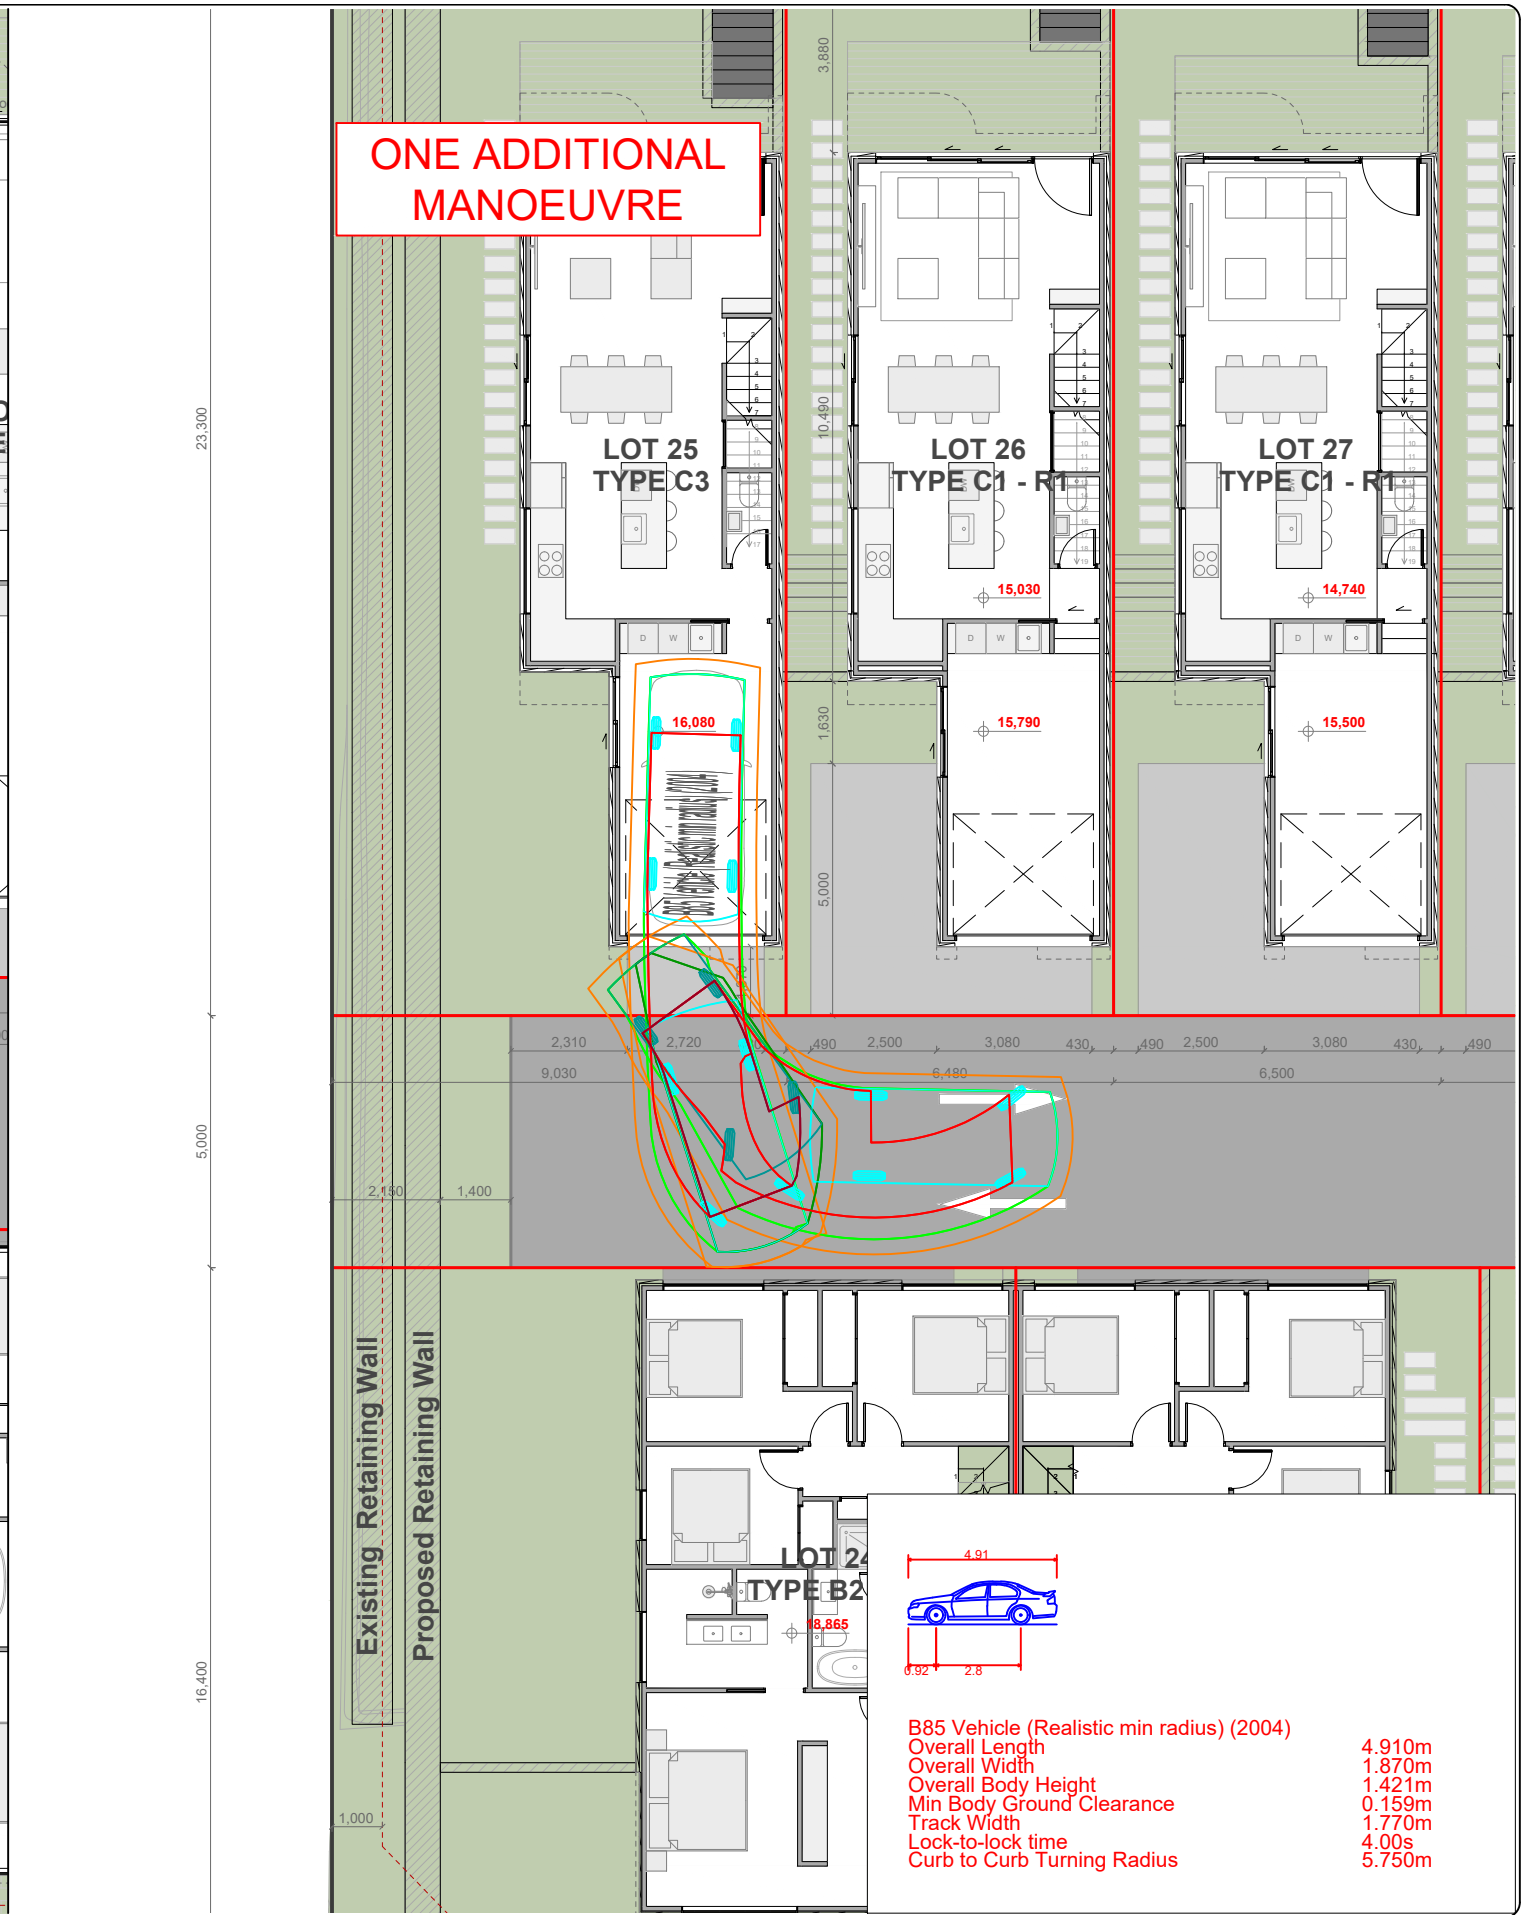 ONE ADDITIONAL
MANOEUVRE
3,880
23,300
10,490
LOT 25
TYPE C3
LOT 26
TYPE C1 - R1
LOT 27
TYPE C1 - R1
15,030
14,740
D W
D W
D W
16,080
15,790
15,500
1,630
5,000
2,310
2,720
490
2,500
3,080
430
490
2,500
3,080
430
490
9,030
6,480
6,500
5,000
2,150
1,400
Existing Retaining Wall
Proposed Retaining Wall
LOT 24
TYPE B2
18,865
16,400
1,000
4.91
0.92
2.8
B85 Vehicle (Realistic min radius) (2004)
Overall Length 4.910m
Overall Width 1.870m
Overall Body Height 1.421m
Min Body Ground Clearance 0.159m
Track Width 1.770m
Lock-to-lock time 4.00s
Curb to Curb Turning Radius 5.750m